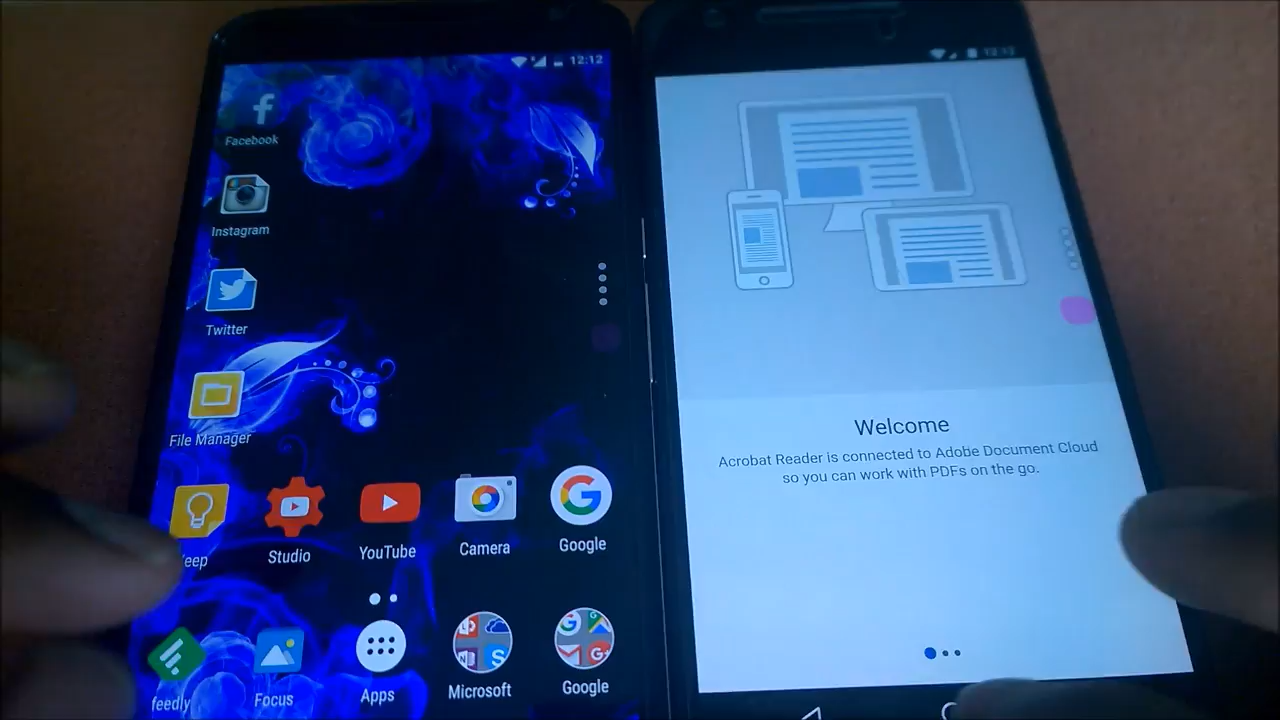 12:12
Facebook
Instagram
Twitter
File Manager
eep
Studio
YouTube
Camera
Google
feedly
Focus
Apps
Microsoft
Google
Welcome
Acrobat Reader is connected to Adobe Document Cloud
so you can work with PDFs on the go.